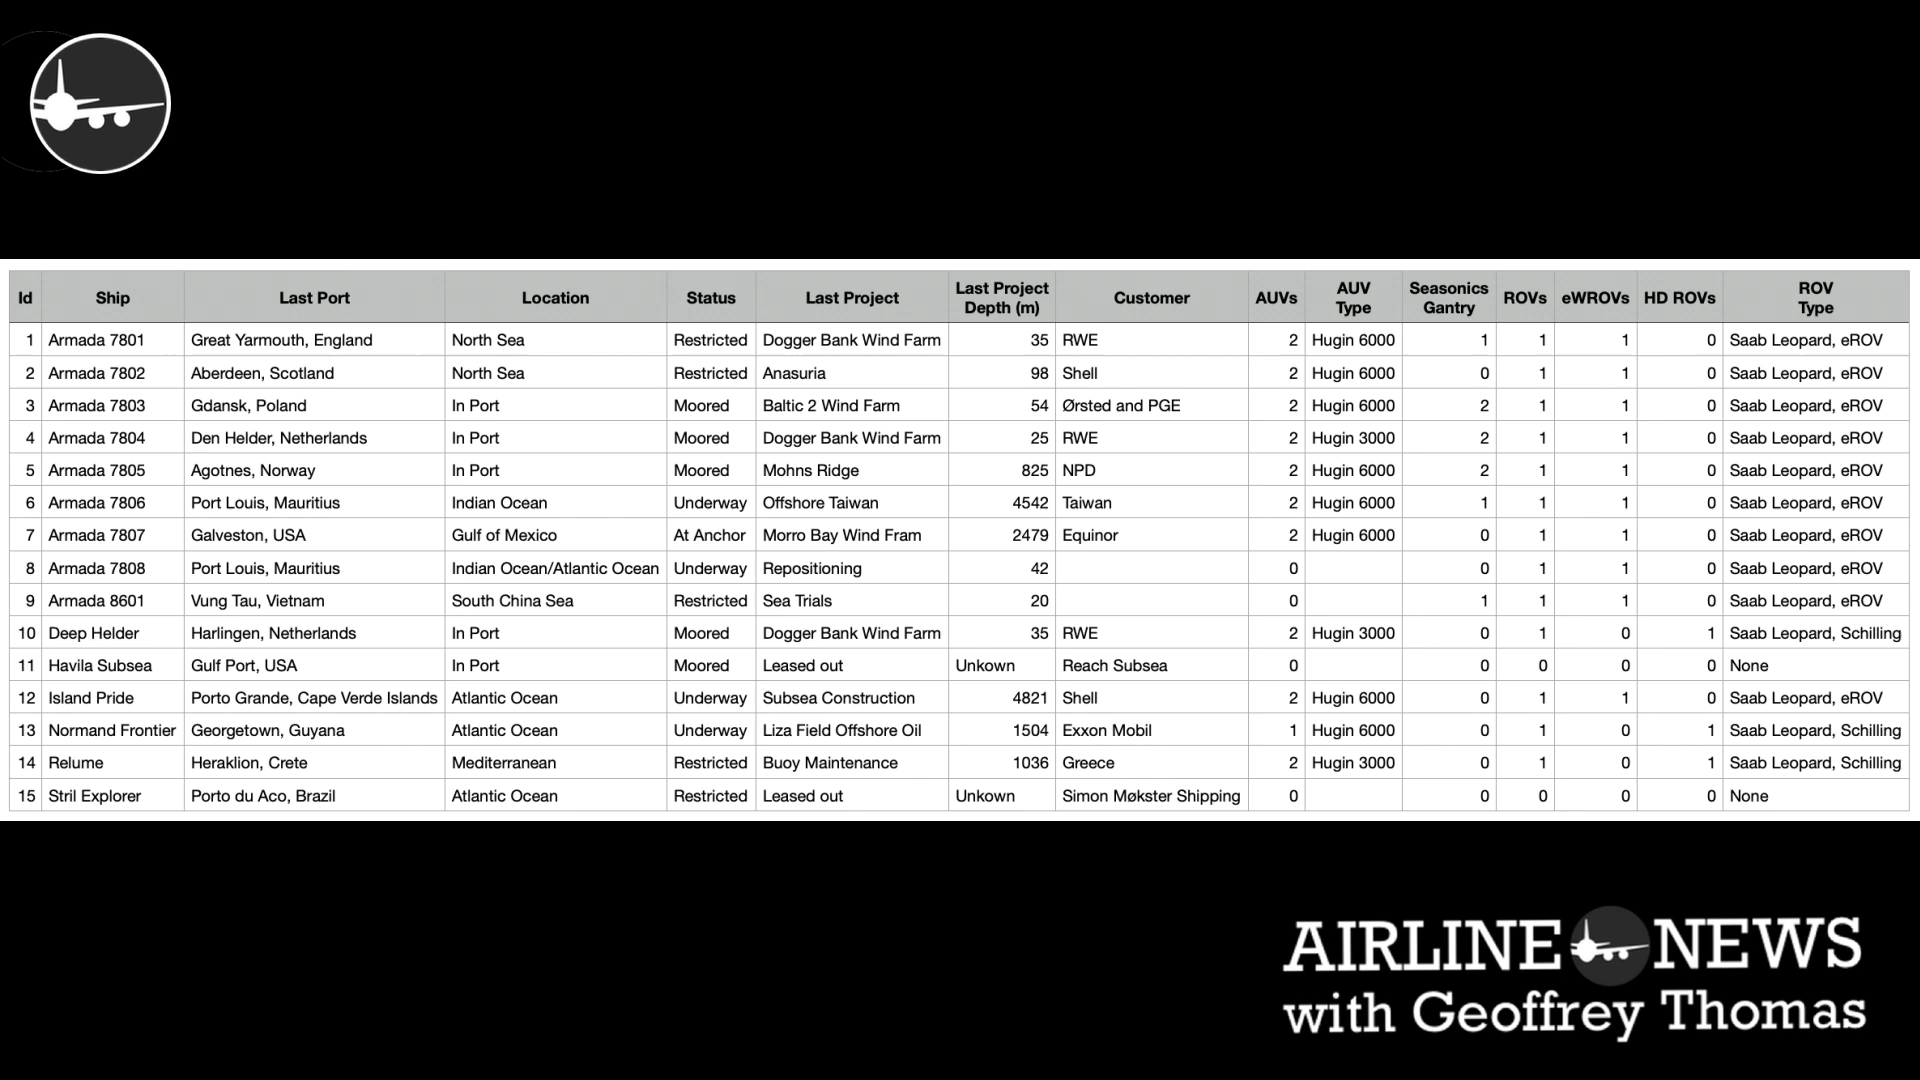 Id Ship Last Port Location Status Last Project Last Project Depth (m) Customer AUVs AUV Type Seasonics Gantry ROVs eWROVs HD ROVs ROV Type
1 Armada 7801 Great Yarmouth, England North Sea Restricted Dogger Bank Wind Farm 35 RWE 2 Hugin 6000 1 1 1 0 Saab Leopard, eROV
2 Armada 7802 Aberdeen, Scotland North Sea Restricted Anasuria 98 Shell 2 Hugin 6000 0 1 1 0 Saab Leopard, eROV
3 Armada 7803 Gdansk, Poland In Port Moored Baltic 2 Wind Farm 54 Ørsted and PGE 2 Hugin 6000 2 1 1 0 Saab Leopard, eROV
4 Armada 7804 Den Helder, Netherlands In Port Moored Dogger Bank Wind Farm 25 RWE 2 Hugin 3000 2 1 1 0 Saab Leopard, eROV
5 Armada 7805 Agotnes, Norway In Port Moored Mohns Ridge 825 NPD 2 Hugin 6000 2 1 1 0 Saab Leopard, eROV
6 Armada 7806 Port Louis, Mauritius Indian Ocean Underway Offshore Taiwan 4542 Taiwan 2 Hugin 6000 1 1 1 0 Saab Leopard, eROV
7 Armada 7807 Galveston, USA Gulf of Mexico At Anchor Morro Bay Wind Fram 2479 Equinor 2 Hugin 6000 0 1 1 0 Saab Leopard, eROV
8 Armada 7808 Port Louis, Mauritius Indian Ocean/Atlantic Ocean Underway Repositioning 42 0 0 1 1 0 Saab Leopard, eROV
9 Armada 8601 Vung Tau, Vietnam South China Sea Restricted Sea Trials 20 0 1 1 1 0 Saab Leopard, eROV
10 Deep Helder Harlingen, Netherlands In Port Moored Dogger Bank Wind Farm 35 RWE 2 Hugin 3000 0 1 0 1 Saab Leopard, Schilling
11 Havila Subsea Gulf Port, USA In Port Moored Leased out Unkown Reach Subsea 0 0 0 0 0 None
12 Island Pride Porto Grande, Cape Verde Islands Atlantic Ocean Underway Subsea Construction 4821 Shell 2 Hugin 6000 0 1 1 0 Saab Leopard, eROV
13 Normand Frontier Georgetown, Guyana Atlantic Ocean Underway Liza Field Offshore Oil 1504 Exxon Mobil 1 Hugin 6000 0 1 0 1 Saab Leopard, Schilling
14 Relume Heraklion, Crete Mediterranean Restricted Buoy Maintenance 1036 Greece 2 Hugin 3000 0 1 0 1 Saab Leopard, Schilling
15 Stril Explorer Porto du Aco, Brazil Atlantic Ocean Restricted Leased out Unkown Simon Møkster Shipping 0 0 0 0 0 None
AIRLINE NEWS
with Geoffrey Thomas